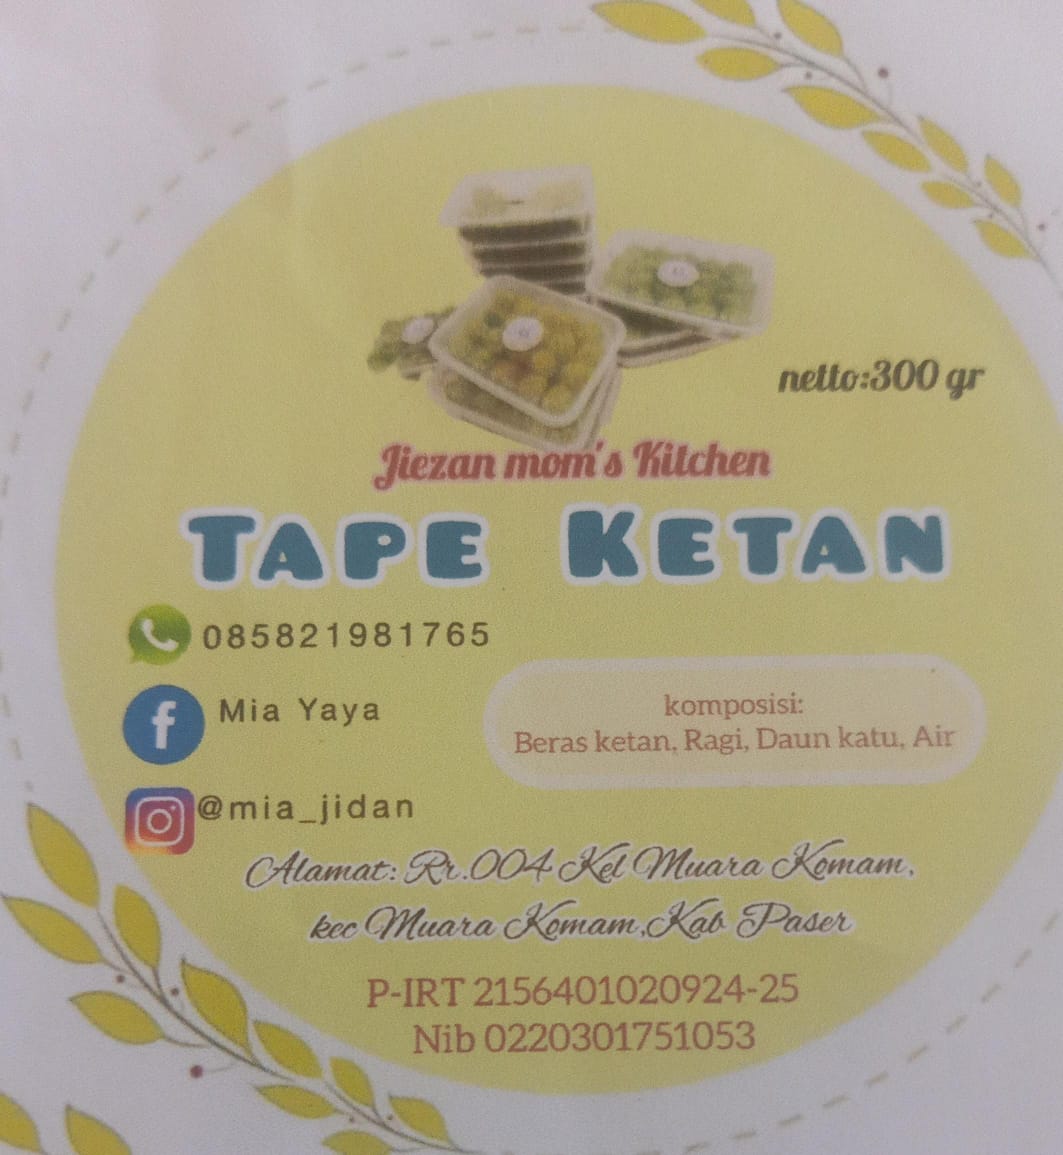 netto:300 gr
Jiezan mom's Kitchen
TAPE KETAN
085821981765
Mia Yaya
komposisi:
Beras ketan, Ragi, Daun katu, Air
@mia_jidan
Alamat: Rr.004 Kel Muara Komam,
kec Muara Komam,Kab Paser
P-IRT 2156401020924-25
Nib 0220301751053